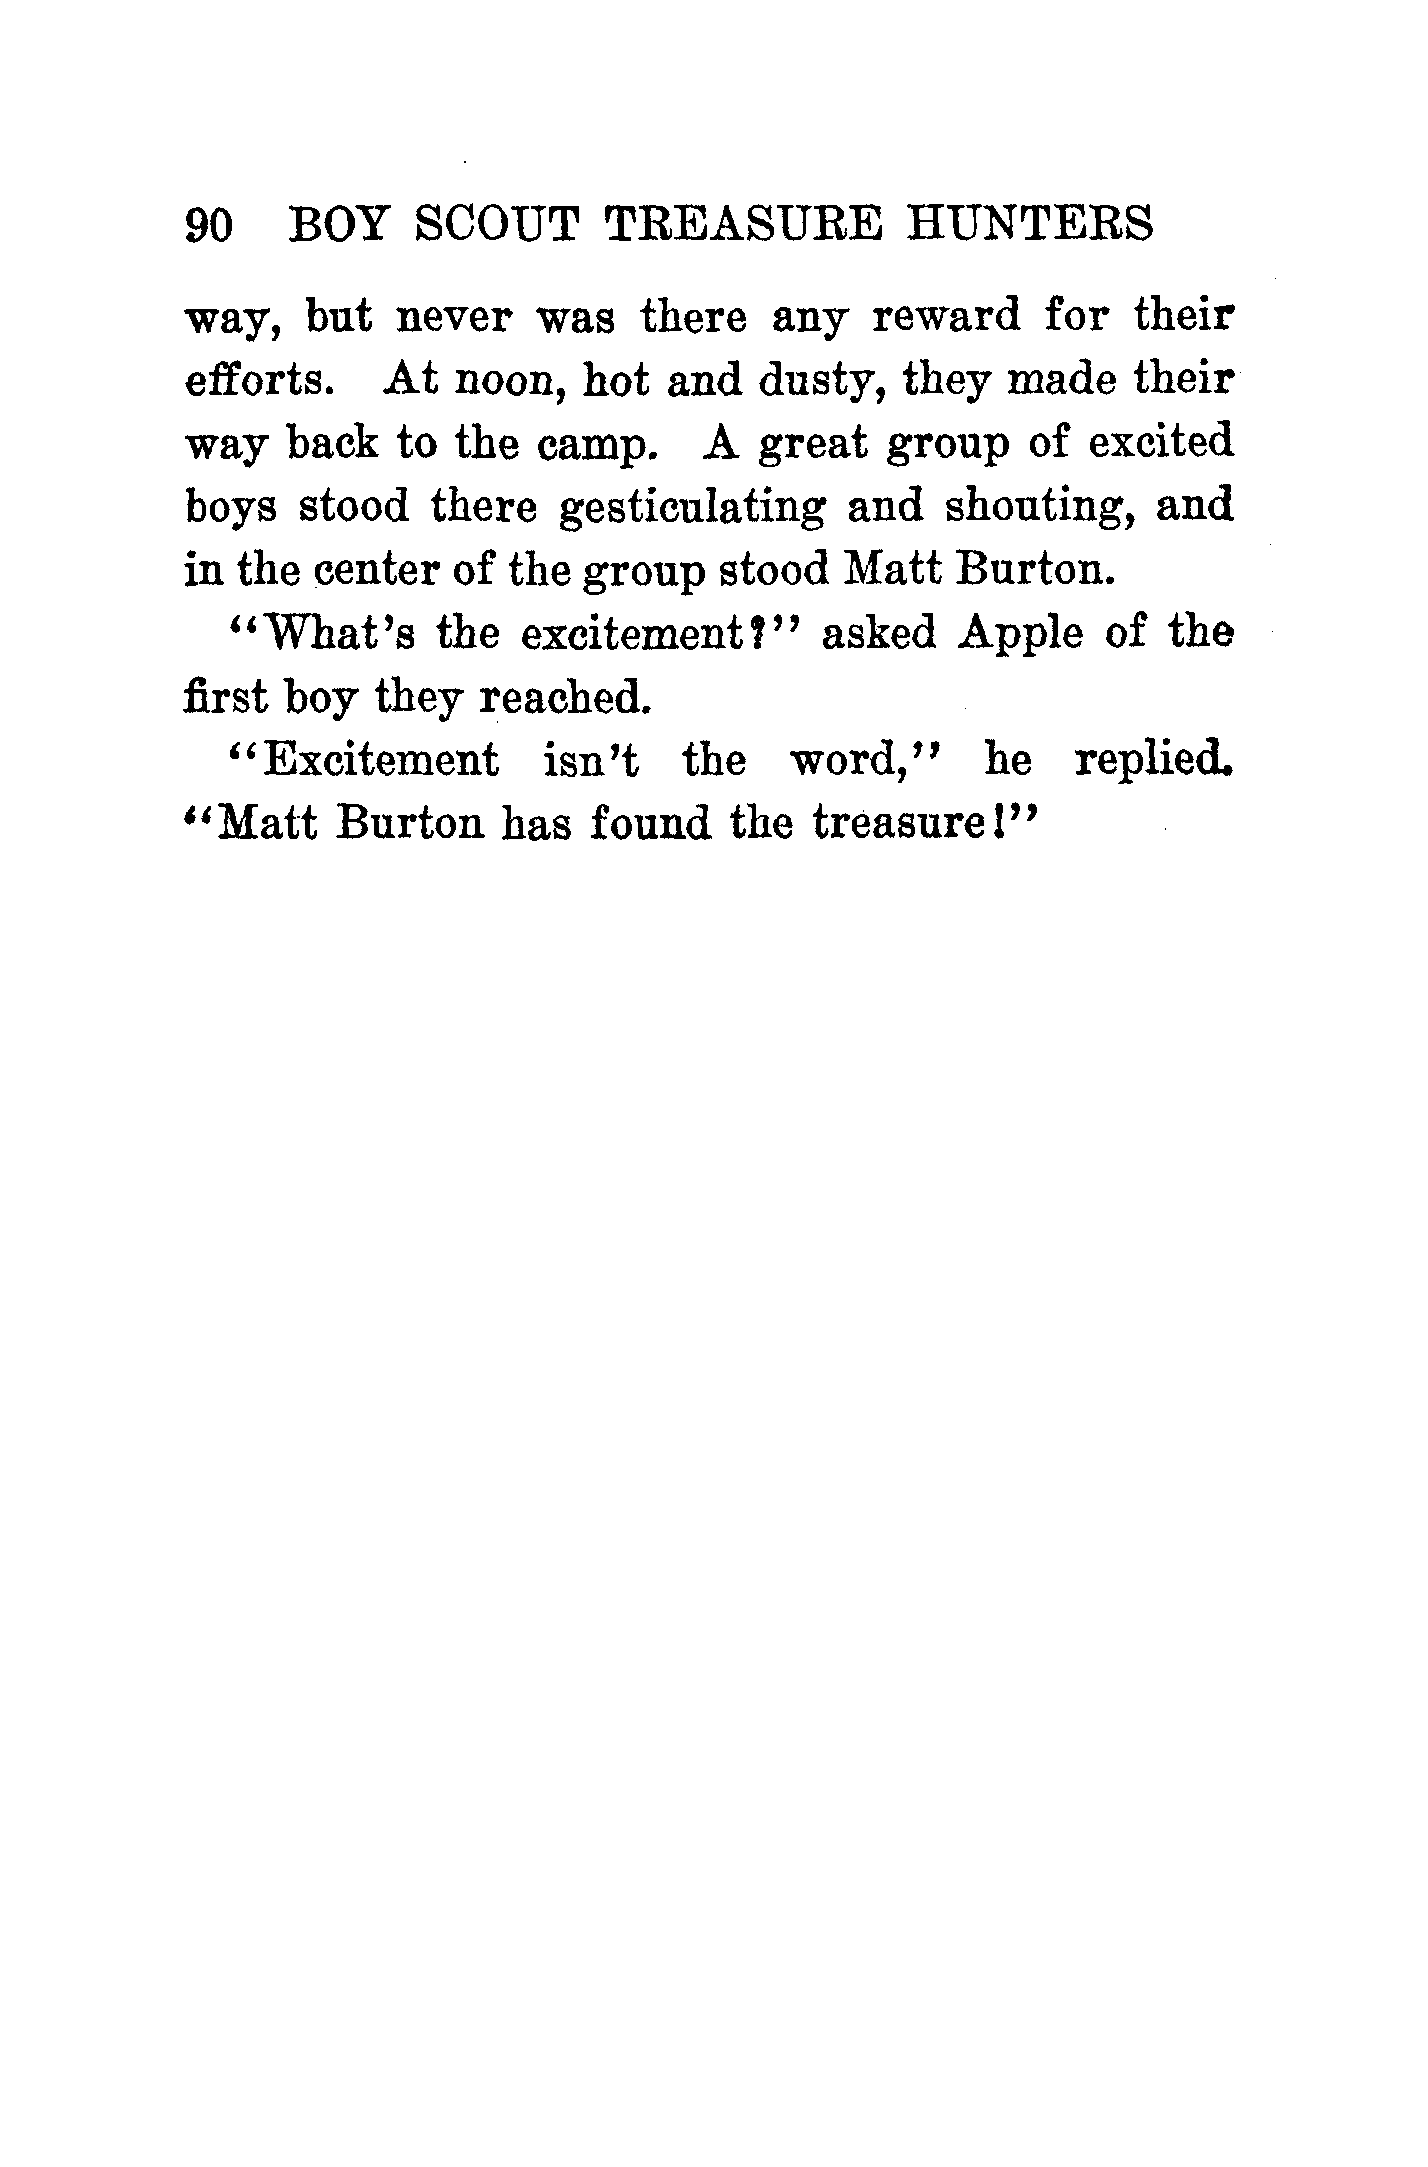 90 BOY SCOUT TREASURE HUNTERS
way, but never was there any reward for their
efforts. At noon, hot and dusty, they made their
way back to the camp. A great group of excited
boys stood there gesticulating and shouting, and
in the center of the group stood Matt Burton.
“What’s the excitement?” asked Apple of the
first boy they reached.
“Excitement isn’t the word,” he replied.
“Matt Burton has found the treasure!”